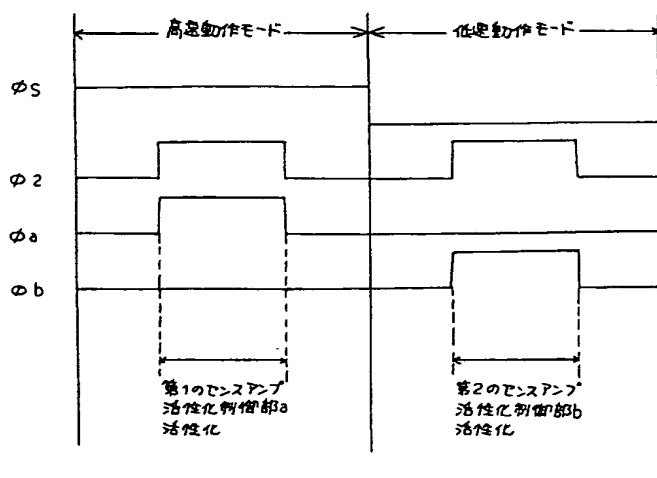 高速動作モード
低速動作モード
φS
φ2
φa
φb
第1のセンスアンプ
活性化制御部a
活性化
第2のセンスアンプ
活性化制御部b
活性化